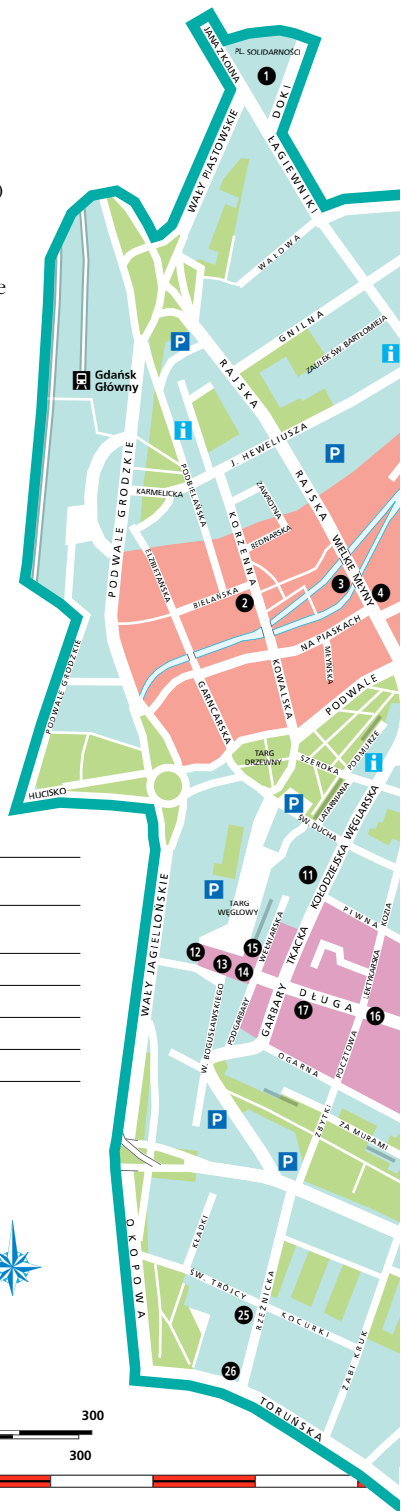 JANA Z KOLNA
PL. SOLIDARNOŚCI
1
DOKI
WAŁY PIASTOWSKIE
ŁAGIEWNIKI
)
WAŁOWA
e
GNILNA
ZAUŁEK ŚW. BARTŁOMIEJA
P
i
RAJSKA
Gdańsk
Główny
i
J. HEWELIUSZA
P
PODWALE GRODZKIE
KARMELICKA
PODBIELAŃSKA
RAJSKA
ZAWROTNA
KORZENNA
BEDNARSKA
ELŻBIETAŃSKA
WIELKIE MŁYNY
BIELAŃSKA
2
3
4
NA PIASKACH
MŁYŃSKA
PODWALE GRODZKIE
GARNCARSKA
KOWALSKA
PODWALE
TARG
DRZEWNY
SZEROKA
PODMURZE
i
HUCISKO
LATARNIANA
P
ŚW. DUCHA
WĘGLARSKA
P
11
KOŁODZIEJSKA
TARG
WĘGLOWY
PIWNA
KOZIA
WAŁY JAGIELLOŃSKIE
WEŁNIARSKA
TKACKA
12
15
13
14
LEKTYKARSKA
DŁUGA
17
16
W. BOGUSŁAWSKIEGO
PODGARBARY
GARBARY
OGARNA
POCZTOWA
P
ZBYTKI
ZA MURAMI
P
OKOPOWA
KŁADKI
ŚW. TRÓJCY
RZEŹNICKA
25
KOCURKI
ŻABI KRUK
26
TORUŃSKA
300
300